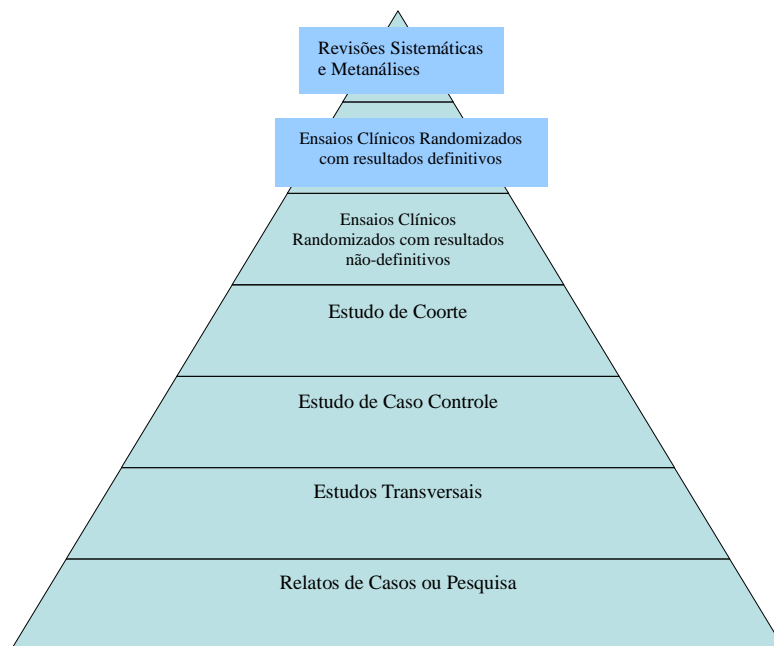 Revisões Sistemáticas
e Metanálises
Ensaios Clínicos Randomizados
com resultados definitivos
Ensaios Clínicos
Randomizados com resultados
não-definitivos
Estudo de Coorte
Estudo de Caso Controle
Estudos Transversais
Relatos de Casos ou Pesquisa